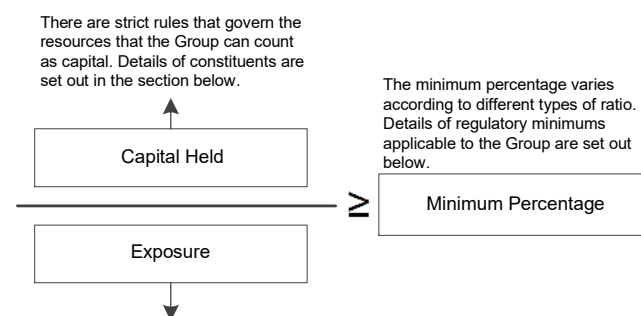 There are strict rules that govern the
resources that the Group can count
as capital. Details of constituents are
set out in the section below.
Capital Held
Exposure
≥
The minimum percentage varies
according to different types of ratio.
Details of regulatory minimums
applicable to the Group are set out
below.
Minimum Percentage